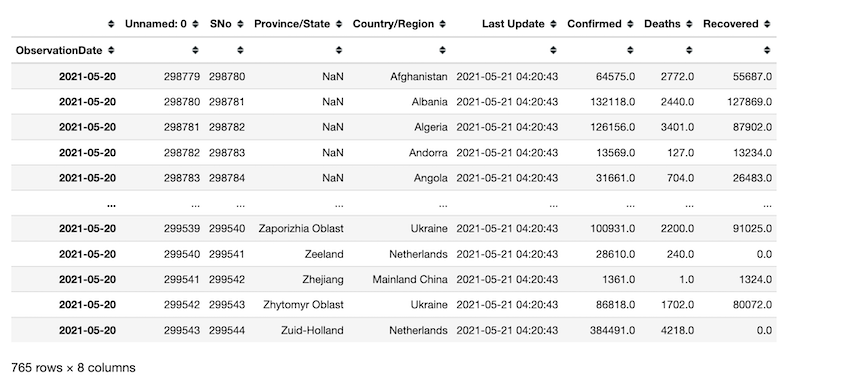 Unnamed: 0 SNo Province/State Country/Region Last Update Confirmed Deaths Recovered
ObservationDate
2021-05-20 298779 298780 NaN Afghanistan 2021-05-21 04:20:43 64575.0 2772.0 55687.0
2021-05-20 298780 298781 NaN Albania 2021-05-21 04:20:43 132118.0 2440.0 127869.0
2021-05-20 298781 298782 NaN Algeria 2021-05-21 04:20:43 126156.0 3401.0 87902.0
2021-05-20 298782 298783 NaN Andorra 2021-05-21 04:20:43 13569.0 127.0 13234.0
2021-05-20 298783 298784 NaN Angola 2021-05-21 04:20:43 31661.0 704.0 26483.0
... ... ... ... ... ... ... ... ...
2021-05-20 299539 299540 Zaporizhia Oblast Ukraine 2021-05-21 04:20:43 100931.0 2200.0 91025.0
2021-05-20 299540 299541 Zeeland Netherlands 2021-05-21 04:20:43 28610.0 240.0 0.0
2021-05-20 299541 299542 Zhejiang Mainland China 2021-05-21 04:20:43 1361.0 1.0 1324.0
2021-05-20 299542 299543 Zhytomyr Oblast Ukraine 2021-05-21 04:20:43 86818.0 1702.0 80072.0
2021-05-20 299543 299544 Zuid-Holland Netherlands 2021-05-21 04:20:43 384491.0 4218.0 0.0
765 rows × 8 columns